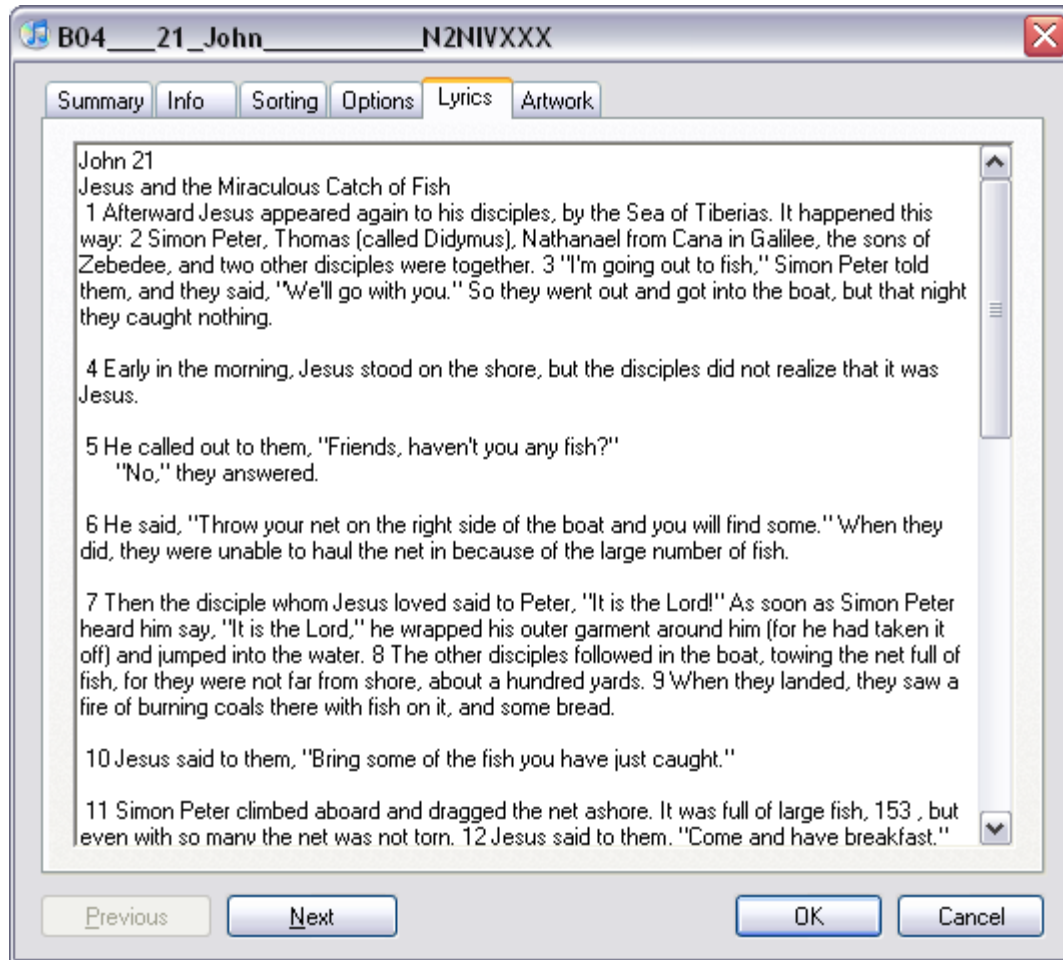 B04___21_John___________N2NIVXXX
Summary Info Sorting Options Lyrics Artwork
John 21
Jesus and the Miraculous Catch of Fish
1 Afterward Jesus appeared again to his disciples, by the Sea of Tiberias. It happened this
way: 2 Simon Peter, Thomas (called Didymus), Nathanael from Cana in Galilee, the sons of
Zebedee, and two other disciples were together. 3 "I'm going out to fish," Simon Peter told
them, and they said, "We'll go with you." So they went out and got into the boat, but that night
they caught nothing.
4 Early in the morning, Jesus stood on the shore, but the disciples did not realize that it was
Jesus.
5 He called out to them, "Friends, haven't you any fish?"
"No," they answered.
6 He said, "Throw your net on the right side of the boat and you will find some." When they
did, they were unable to haul the net in because of the large number of fish.
7 Then the disciple whom Jesus loved said to Peter, "It is the Lord!" As soon as Simon Peter
heard him say, "It is the Lord," he wrapped his outer garment around him (for he had taken it
off) and jumped into the water. 8 The other disciples followed in the boat, towing the net full of
fish, for they were not far from shore, about a hundred yards. 9 When they landed, they saw a
fire of burning coals there with fish on it, and some bread.
10 Jesus said to them, "Bring some of the fish you have just caught."
11 Simon Peter climbed aboard and dragged the net ashore. It was full of large fish, 153 , but
even with so many the net was not torn. 12 Jesus said to them, "Come and have breakfast."
Previous Next OK Cancel